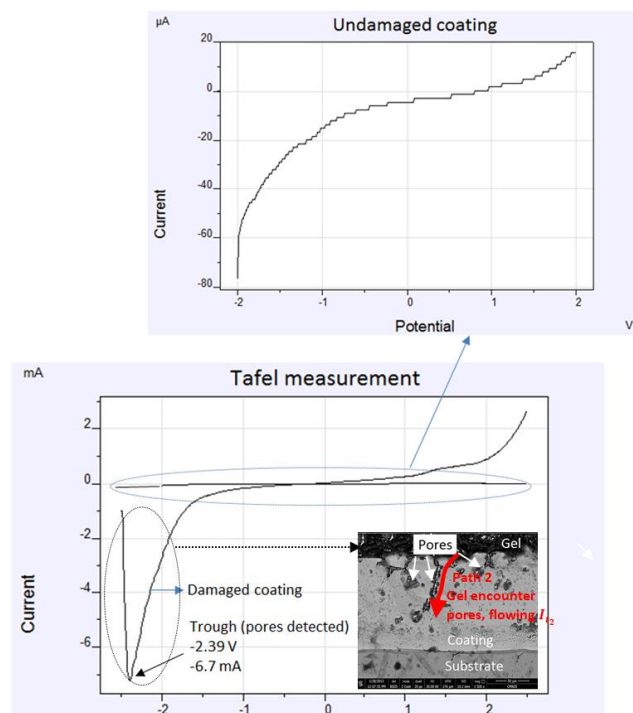 Undamaged coating
µA
20
0
-20
-40
-60
-80
Current
-2
-1
0
1
2
Potential
V
Tafel measurement
mA
2
0
-2
-4
-6
Current
Damaged coating
Trough (pores detected)
-2.39 V
-6.7 mA
Pores
Gel
Path 2
Gel encounter
pores, flowing I
Coating
Substrate
-2
-1
0
1
2